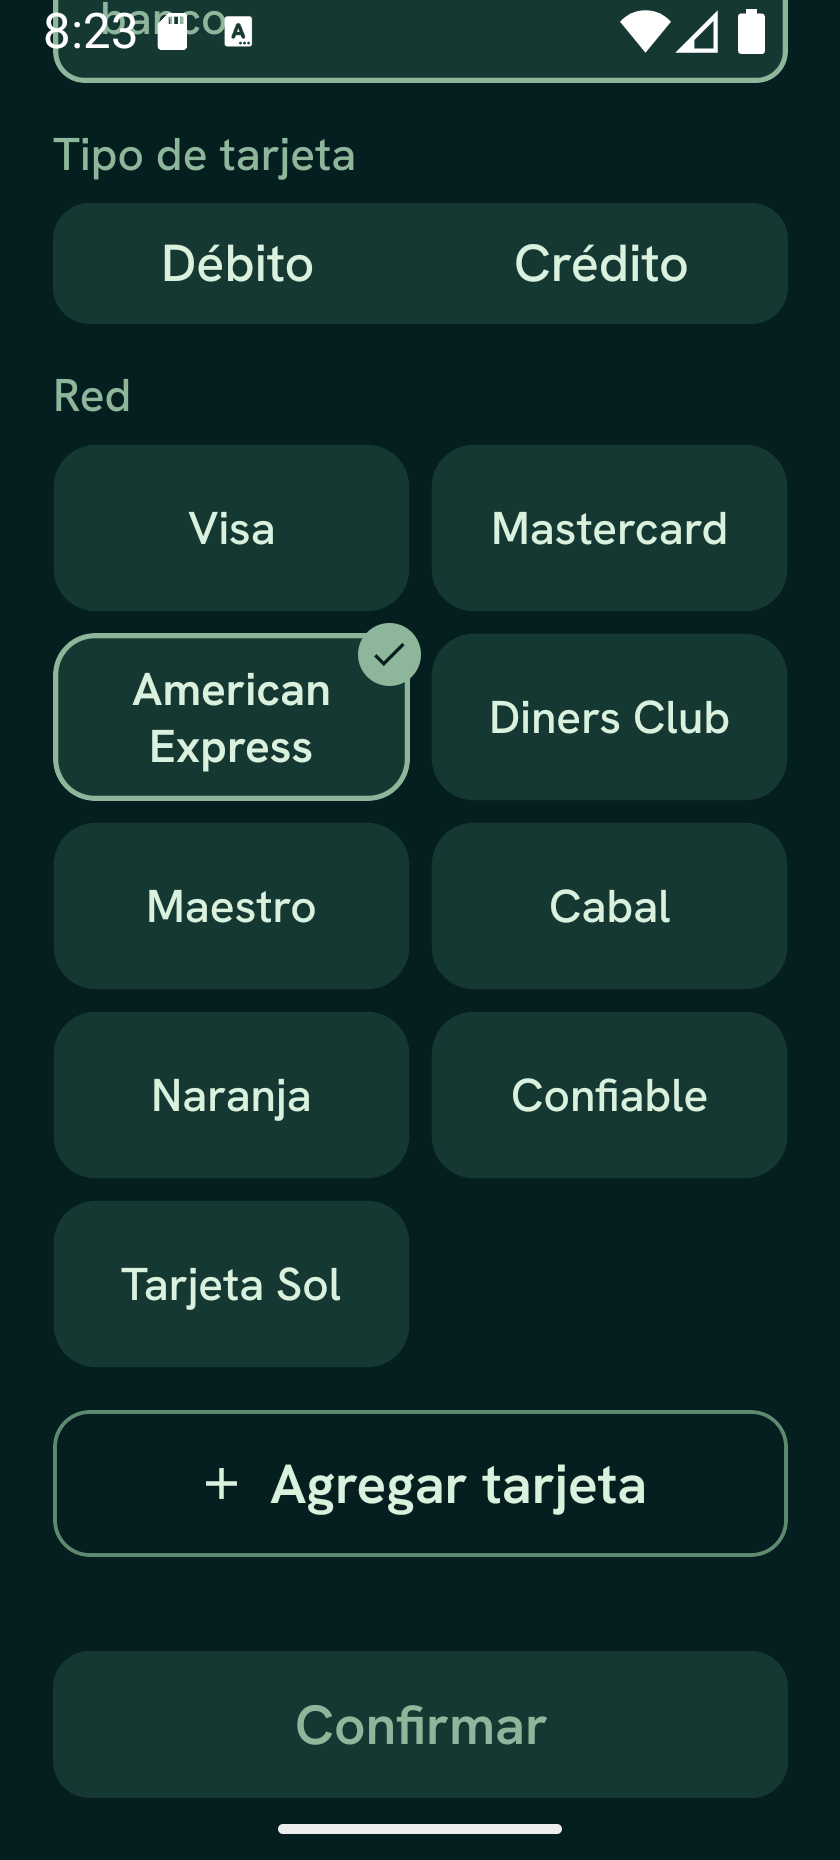 banco
8:23
Tipo de tarjeta
Débito Crédito
Red
Visa Mastercard
American
Express
Diners Club
Maestro Cabal
Naranja Confiable
Tarjeta Sol
+ Agregar tarjeta
Confirmar